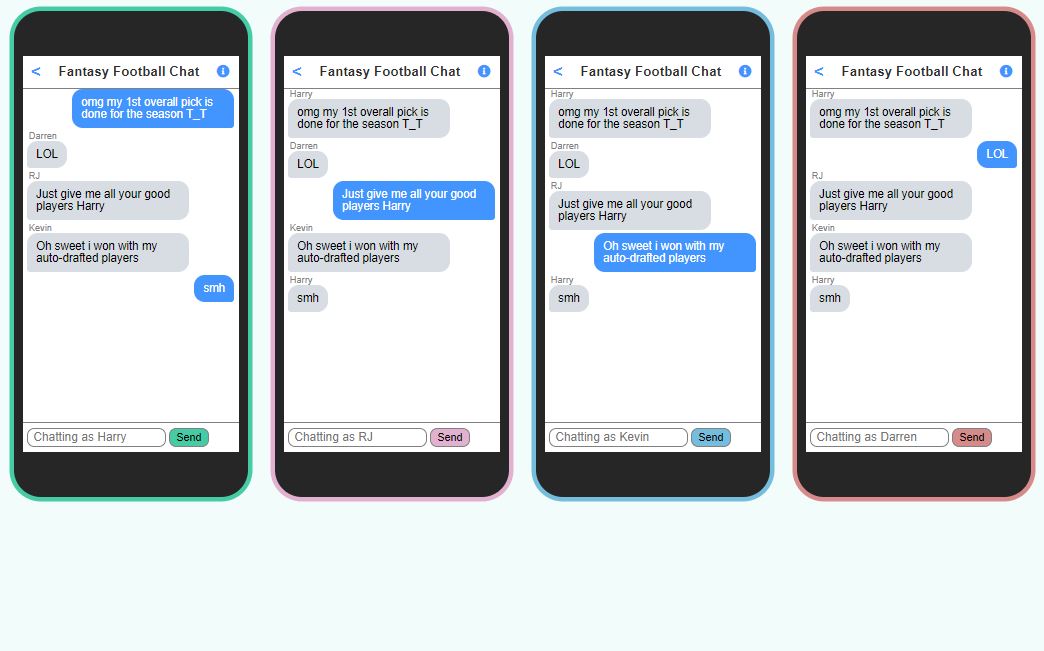 < Fantasy Football Chat i
omg my 1st overall pick is
done for the season T_T
Darren
LOL
RJ
Just give me all your good
players Harry
Kevin
Oh sweet i won with my
auto-drafted players
smh
Chatting as Harry Send
< Fantasy Football Chat i
Harry
omg my 1st overall pick is
done for the season T_T
Darren
LOL
Just give me all your good
players Harry
Kevin
Oh sweet i won with my
auto-drafted players
Harry
smh
Chatting as RJ Send
< Fantasy Football Chat i
Harry
omg my 1st overall pick is
done for the season T_T
Darren
LOL
RJ
Just give me all your good
players Harry
Oh sweet i won with my
auto-drafted players
Harry
smh
Chatting as Kevin Send
< Fantasy Football Chat i
Harry
omg my 1st overall pick is
done for the season T_T
LOL
RJ
Just give me all your good
players Harry
Kevin
Oh sweet i won with my
auto-drafted players
Harry
smh
Chatting as Darren Send